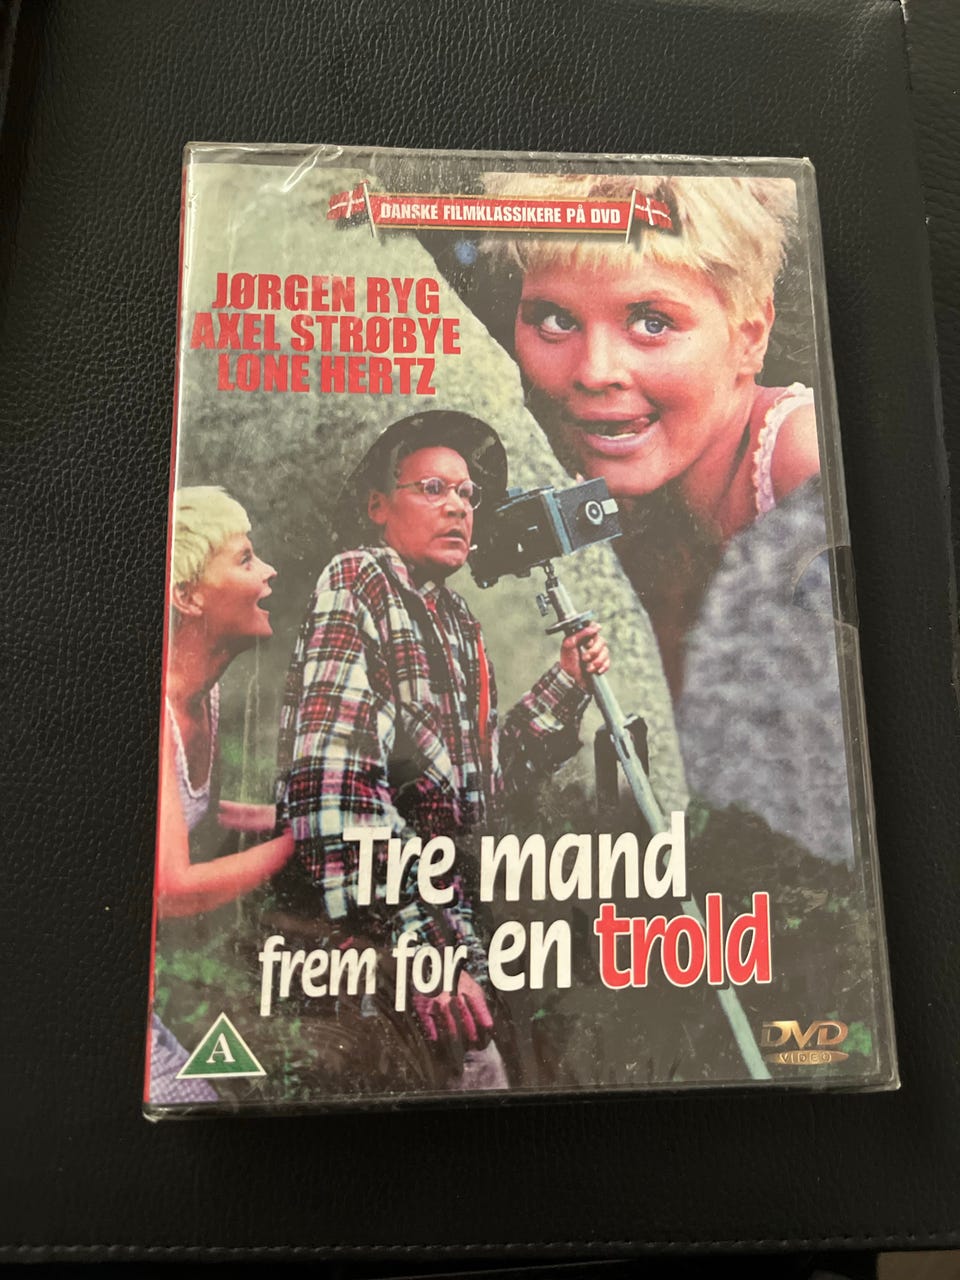 DANSKE FILMKLASSIKERE PÅ DVD
JØRGEN RYG
AXEL STRØBYE
LONE HERTZ
Tre mand
frem for en trold
A
DVD
VIDEO